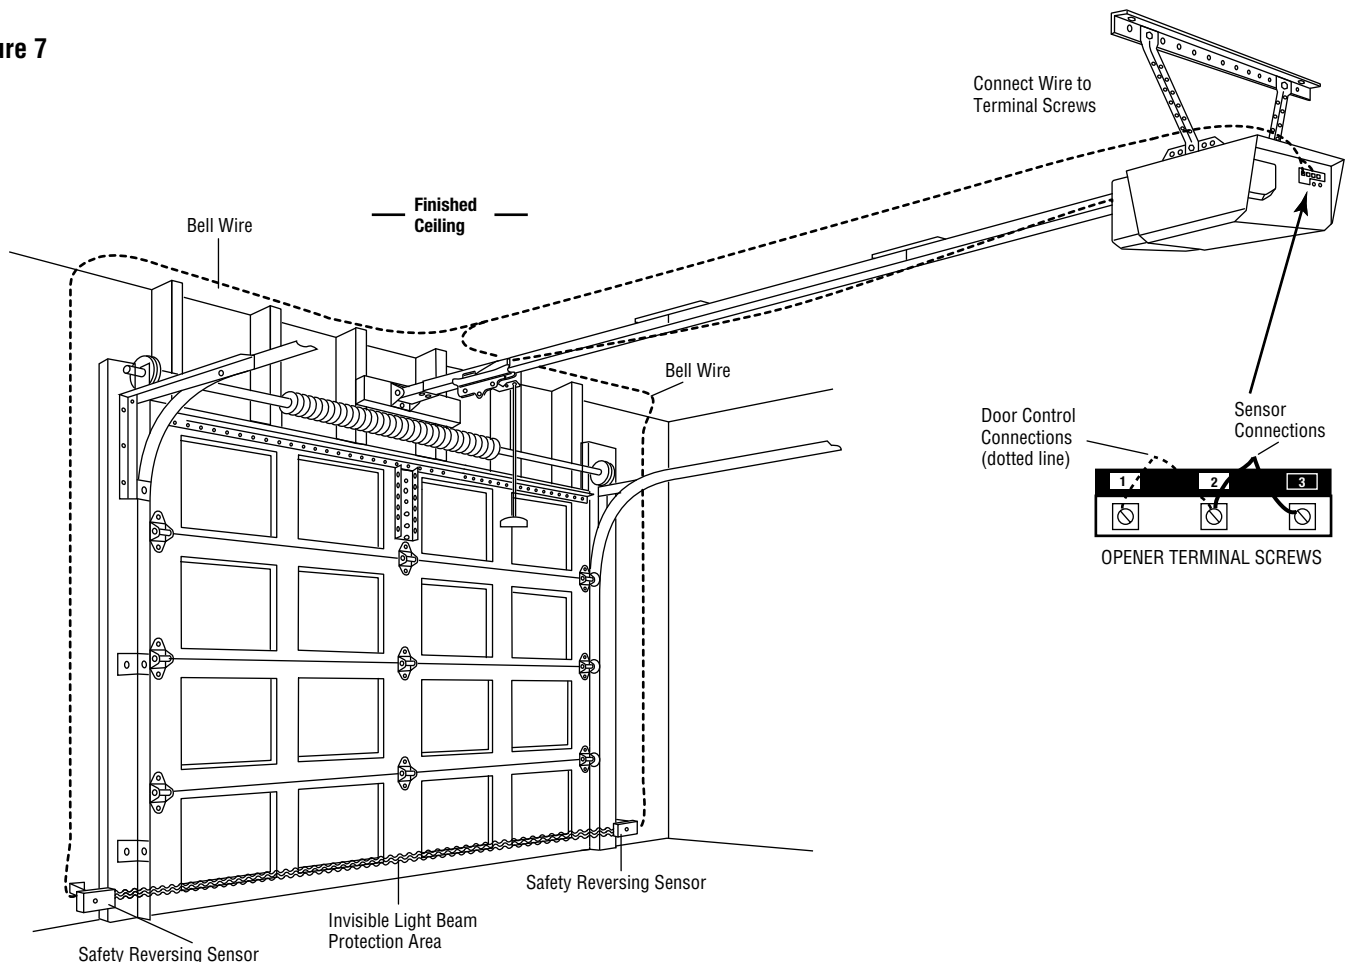 7
Connect Wire to
Terminal Screws
Finished
Ceiling
Bell Wire
Bell Wire
Door Control
Connections
(dotted line)
Sensor
Connections
1 2 3
OPENER TERMINAL SCREWS
Safety Reversing Sensor
Invisible Light Beam
Protection Area
Safety Reversing Sensor